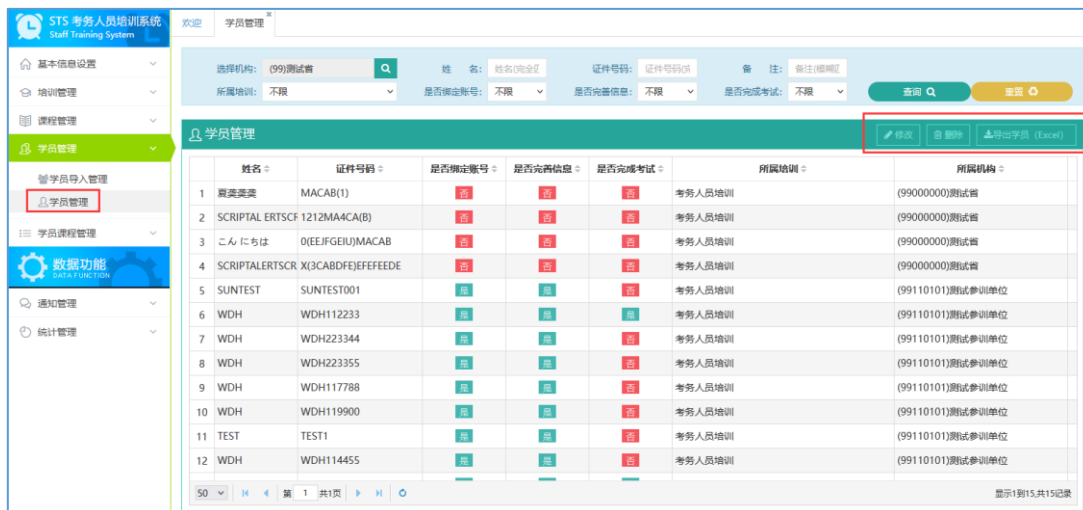 STS 考务人员培训系统
Staff Training System
欢迎 学员管理
基本信息设置
培训管理
课程管理
学员管理
学员导入管理
学员管理
学员课程管理
数据功能
DATA FUNCTION
通知管理
统计管理
选择机构: (99)测试省 姓 名: 姓名(完全匹 证件号码: 证件号码(完 备 注: 备注(模糊匹
所属培训: 不限 是否绑定账号: 不限 是否完善信息: 不限 是否完成考试: 不限 查询 重置
学员管理 修改 删除 导出学员 (Excel)
姓名 证件号码 是否绑定账号 是否完善信息 是否完成考试 所属培训 所属机构
1 夏䶮䶮䶮 MACAB(1) 否 否 否 考务人员培训 (99000000)测试省
2 SCRIPTAL ERTSCF 1212MA4CA(B) 否 否 否 考务人员培训 (99000000)测试省
3 こん にちは 0(EEJFGEIU)MACAB 否 否 否 考务人员培训 (99000000)测试省
4 SCRIPTALERTSCR X(3CABDFE)EFEFEEDE 否 否 否 考务人员培训 (99000000)测试省
5 SUNTEST SUNTEST001 是 是 否 考务人员培训 (99110101)测试参训单位
6 WDH WDH112233 是 是 是 考务人员培训 (99110101)测试参训单位
7 WDH WDH223344 是 是 否 考务人员培训 (99110101)测试参训单位
8 WDH WDH223355 是 是 否 考务人员培训 (99110101)测试参训单位
9 WDH WDH117788 是 是 否 考务人员培训 (99110101)测试参训单位
10 WDH WDH119900 是 是 否 考务人员培训 (99110101)测试参训单位
11 TEST TEST1 是 是 否 考务人员培训 (99110101)测试参训单位
12 WDH WDH114455 是 是 否 考务人员培训 (99110101)测试参训单位
50 第 1 共1页 显示1到15,共15记录